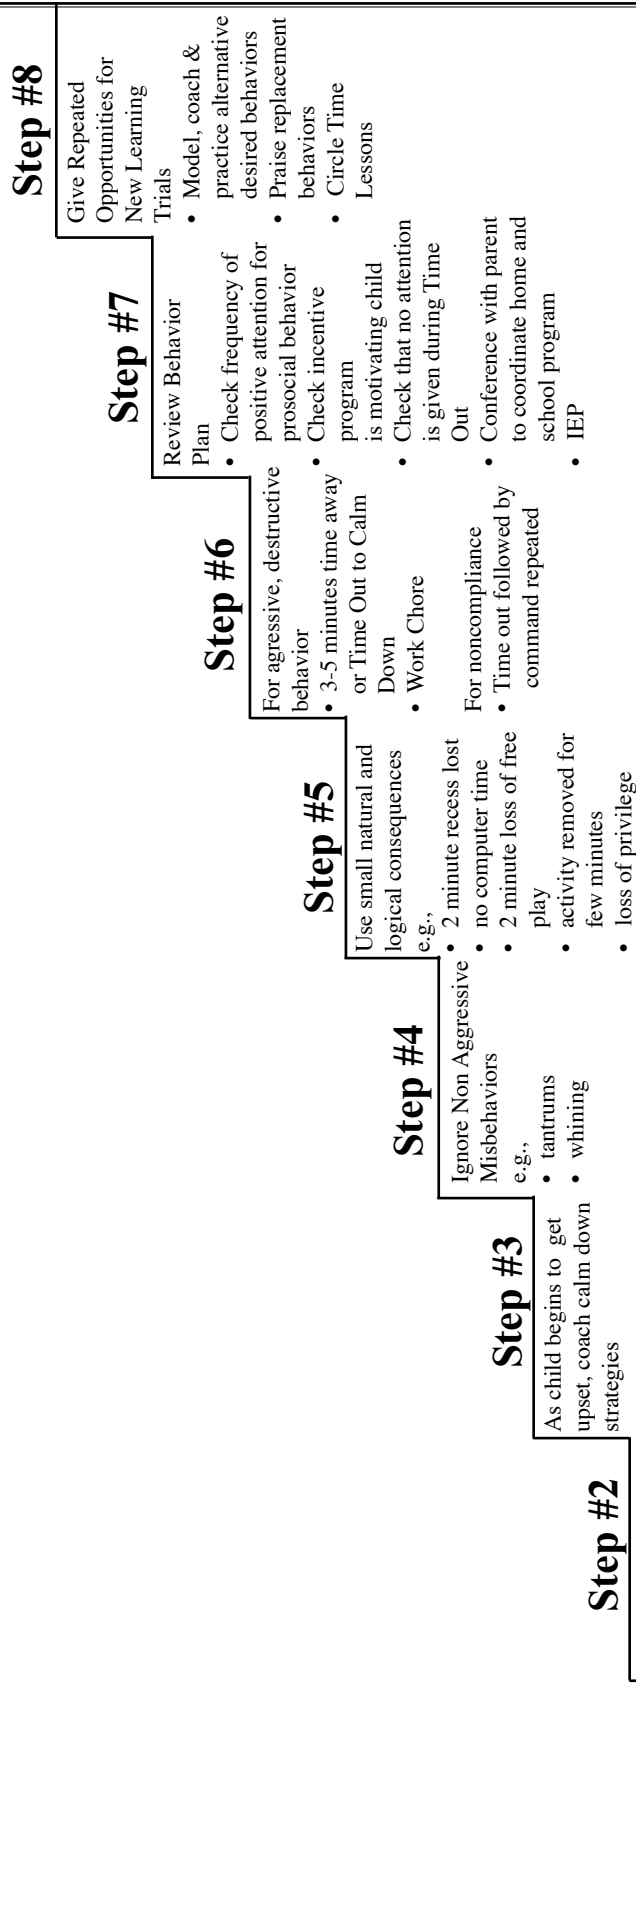 Step #2
Step #3
As child begins to get
upset, coach calm down
strategies
Step #4
Ignore Non Aggressive
Misbehaviors
e.g.,
• tantrums
• whining
Step #5
Use small natural and
logical consequences
e.g.,
• 2 minute recess lost
• no computer time
• 2 minute loss of free
play
• activity removed for
few minutes
• loss of privilege
Step #6
For agressive, destructive
behavior
• 3-5 minutes time away
or Time Out to Calm
Down
• Work Chore
For noncompliance
• Time out followed by
command repeated
Step #7
Review Behavior
Plan
• Check frequency of
positive attention for
prosocial behavior
• Check incentive
program
is motivating child
• Check that no attention
is given during Time
Out
• Conference with parent
to coordinate home and
school program
• IEP
Step #8
Give Repeated
Opportunities for
New Learning
Trials
• Model, coach &
practice alternative
desired behaviors
• Praise replacement
behaviors
• Circle Time
Lessons